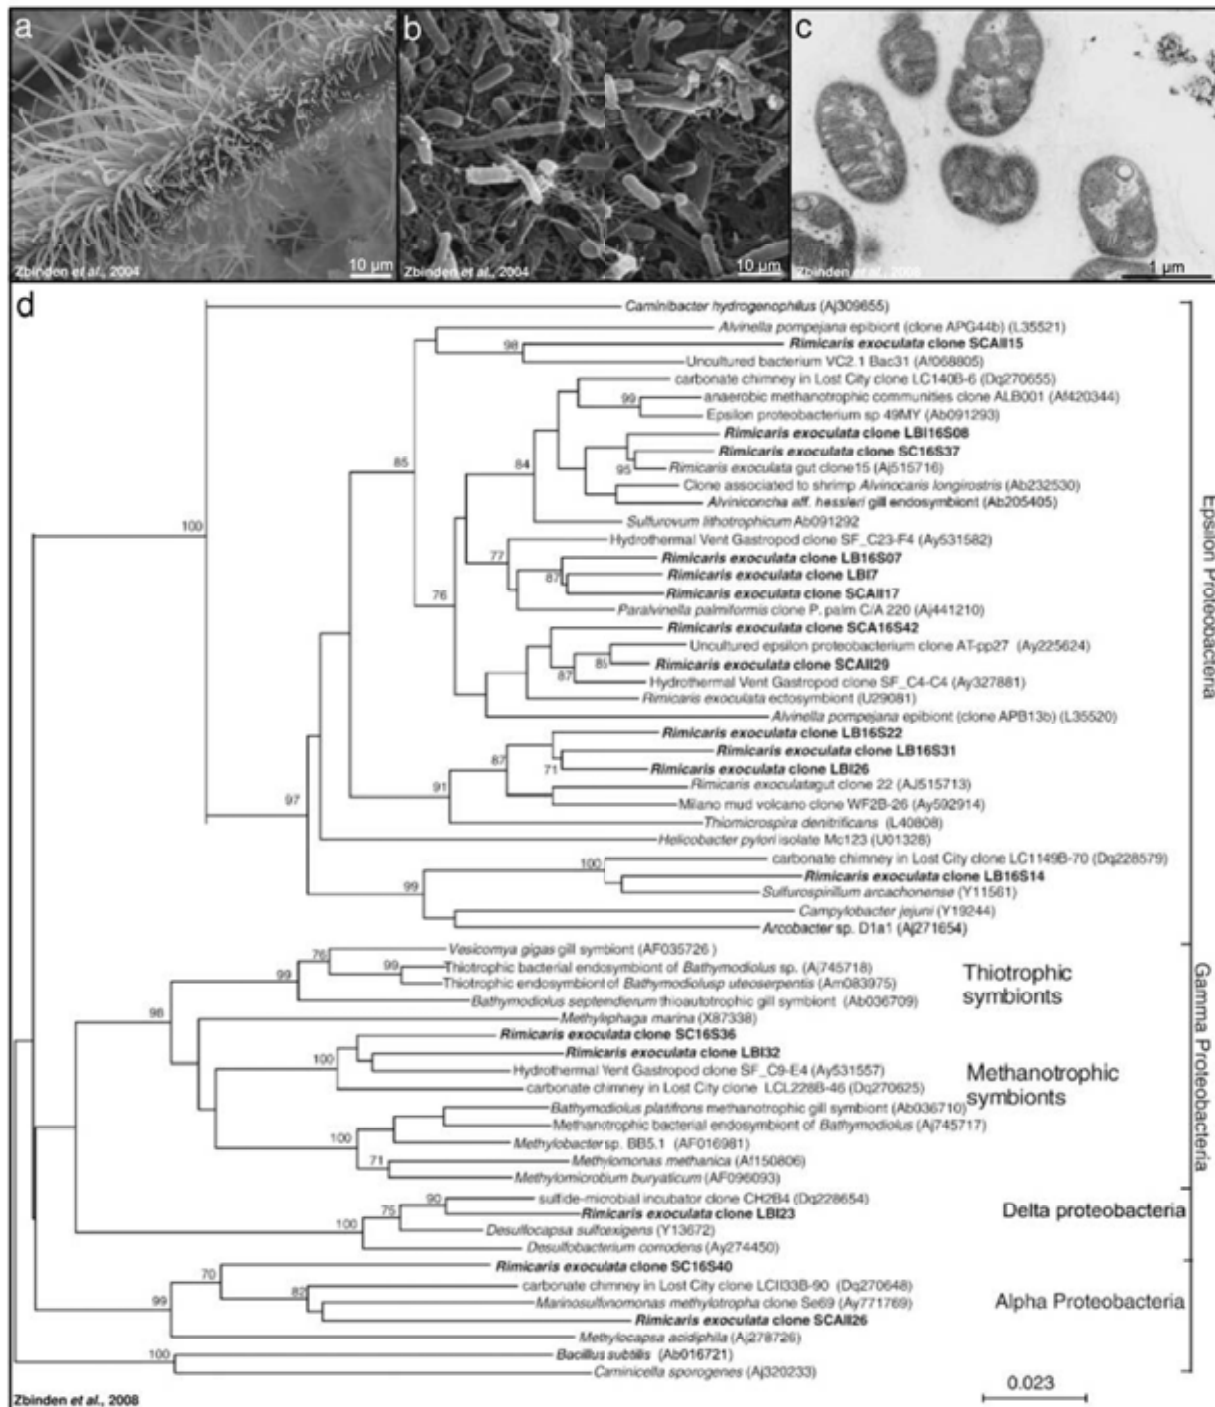 a
b
c
Zbinden et al., 2004
10 µm
Zbinden et al., 2004
10 µm
1 µm
d
Caminibacter hydrogenophilus (Aj309655)
Alvinella pompejana epibiont (clone APG44b) (L35521)
98
Rimicaris exoculata clone SCAII15
Uncultured bacterium VC2.1 Bac31 (Af068805)
carbonate chimney in Lost City clone LC140B-6 (Dq270655)
99
anaerobic methanotrophic communities clone ALB001 (Af420344)
Epsilon proteobacterium sp 49MY (Ab091293)
Rimicaris exoculata clone LBI16S08
85
84
Rimicaris exoculata clone SC16S37
95
Rimicaris exoculata gut clone15 (Aj515716)
Clone associated to shrimp Alvinocaris longirostris (Ab232530)
Alviniconcha aff. hessleri gill endosymbiont (Ab205405)
100
Sulfurovum lithotrophicum Ab091292
Hydrothermal Vent Gastropod clone SF_C23-F4 (Ay531582)
77
Rimicaris exoculata clone LB16S07
87
Rimicaris exoculata clone LBI7
76
Rimicaris exoculata clone SCAII17
Paralvinella palmiformis clone P. palm C/A 220 (Aj441210)
Rimicaris exoculata clone SCA16S42
Uncultured epsilon proteobacterium clone AT-pp27 (Ay225624)
Rimicaris exoculata clone SCAII29
87
Hydrothermal Vent Gastropod clone SF_C4-C4 (Ay327881)
Rimicaris exoculata ectosymbiont (U29081)
Alvinella pompejana epibiont (clone APB13b) (L35520)
Rimicaris exoculata clone LB16S22
87
Rimicaris exoculata clone LB16S31
71
Rimicaris exoculata clone LBI26
91
Rimicaris exoculatagut clone 22 (AJ515713)
97
Milano mud volcano clone WF2B-26 (Ay592914)
Thiomicrospira denitrificans (L40808)
Helicobacter pylori isolate Mc123 (U01328)
100
carbonate chimney in Lost City clone LC1149B-70 (Dq228579)
Rimicaris exoculata clone LB16S14
99
Sulfurospirillum arcachonense (Y11561)
Campylobacter jejuni (Y19244)
Arcobacter sp. D1a1 (Aj271654)
Epsilon Proteobacteria
76
Vesicomya gigas gill symbiont (AF035726)
99
99
Thiotrophic bacterial endosymbiont of Bathymodiolus sp. (Aj745718)
Thiotrophic endosymbiont of Bathymodiolusp uteoserpentis (Am083975)
Bathymodiolus septendierum thioautotrophic gill symbiont (Ab036709)
Thiotrophic
symbionts
98
Methylophaga marina (X87338)
Rimicaris exoculata clone SC16S36
100
Rimicaris exoculata clone LBI32
Hydrothermal Vent Gastropod clone SF_C9-E4 (Ay531557)
carbonate chimney in Lost City clone LCL228B-46 (Dq270625)
Methanotrophic
symbionts
Bathymodiolus platifrons methanotrophic gill symbiont (Ab036710)
Methanotrophic bacterial endosymbiont of Bathymodiolus (Aj745717)
100
Methylobacter sp. BB5.1 (AF016981)
71
Methylomonas methanica (Af150806)
Methylomicrobum buryaticum (AF096093)
Gamma Proteobacteria
90
sulfide-microbial incubator clone CH2B4 (Dq228654)
75
Rimicaris exoculata clone LBI23
100
Desulfocapsa sulfoexigens (Y13672)
Desulfobacterium corrodens (Ay274450)
Delta proteobacteria
70
Rimicaris exoculata clone SC16S40
82
carbonate chmney in Lost City clone LCII33B-90 (Dq270648)
99
Marinosulfinomonas methylotropha clone Se69 (Ay771769)
Rimicaris exoculata clone SCAII26
Methylocapsa acidiphila (Aj278726)
Alpha Proteobacteria
100
Bacillus subtilis (Ab016721)
Caminicella sporogenes (Aj320233)
Zbinden et al., 2008
0.023